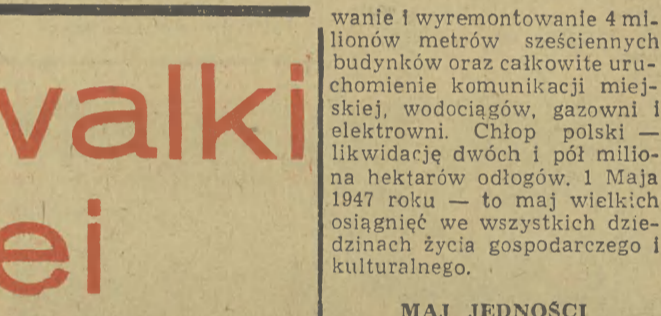 walki
ei
wanie i wyremontowanie 4 mi-
lionów metrów sześciennych
budynków oraz całkowite uru-
chomienie komunikacji miej-
skiej, wodociągów, gazowni i
elektrowni. Chłop polski —
likwidację dwóch i pół milio-
na hektarów odłogów. 1 Maja
1947 roku — to maj wielkich
osiągnięć we wszystkich dzie-
dzinach życia gospodarczego i
kulturalnego.
MAJ JEDNOŚCI